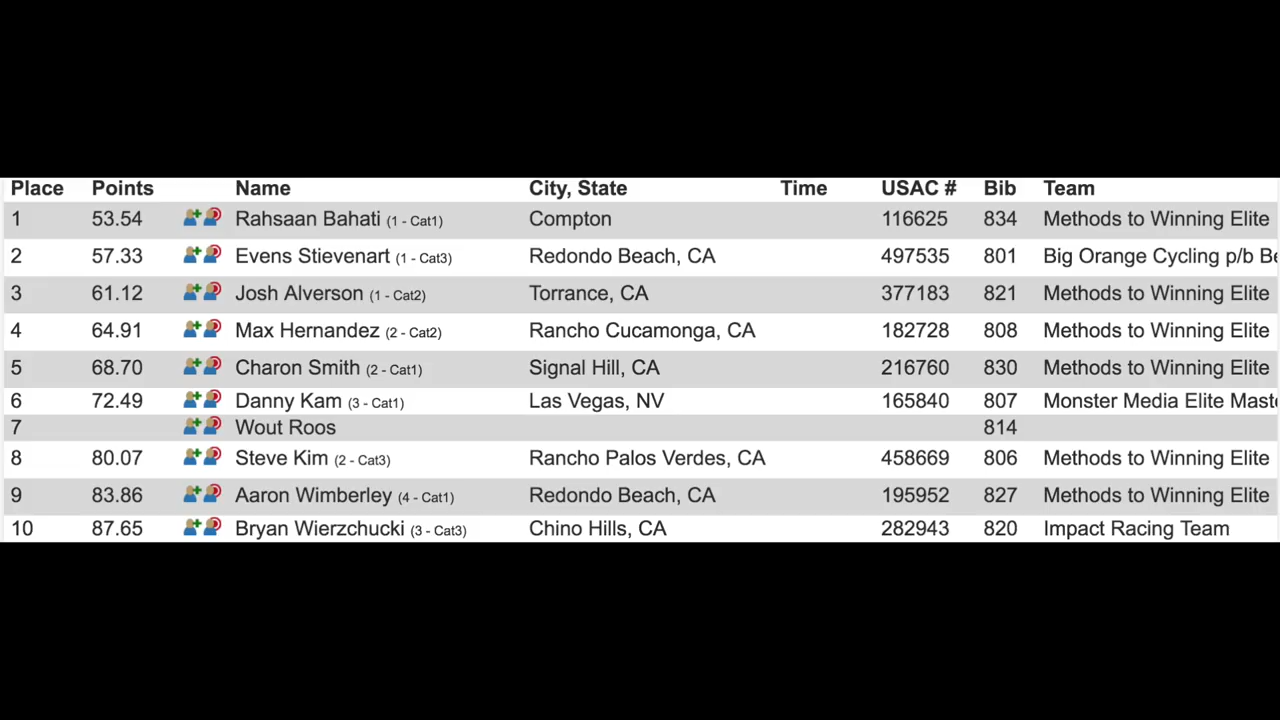 Place Points Name City, State Time USAC # Bib Team
1 53.54 Rahsaan Bahati (1 - Cat1) Compton 116625 834 Methods to Winning Elite
2 57.33 Evens Stievenart (1 - Cat3) Redondo Beach, CA 497535 801 Big Orange Cycling p/b Be
3 61.12 Josh Alverson (1 - Cat2) Torrance, CA 377183 821 Methods to Winning Elite
4 64.91 Max Hernandez (2 - Cat2) Rancho Cucamonga, CA 182728 808 Methods to Winning Elite
5 68.70 Charon Smith (2 - Cat1) Signal Hill, CA 216760 830 Methods to Winning Elite
6 72.49 Danny Kam (3 - Cat1) Las Vegas, NV 165840 807 Monster Media Elite Maste
7 Wout Roos 814
8 80.07 Steve Kim (2 - Cat3) Rancho Palos Verdes, CA 458669 806 Methods to Winning Elite
9 83.86 Aaron Wimberley (4 - Cat1) Redondo Beach, CA 195952 827 Methods to Winning Elite
10 87.65 Bryan Wierzchucki (3 - Cat3) Chino Hills, CA 282943 820 Impact Racing Team